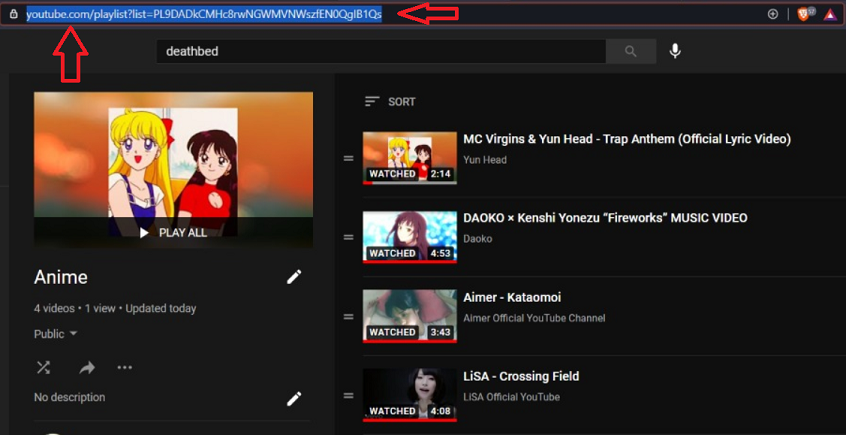 youtube.com/playlist?list=PL9DADkCMHc8rwNGWMVNWszfEN0QgIB1Qs
deathbed
SORT
MC Virgins & Yun Head - Trap Anthem (Official Lyric Video)
Yun Head
WATCHED 2:14
DAOKO × Kenshi Yonezu “Fireworks” MUSIC VIDEO
Daoko
WATCHED 4:53
Aimer - Kataomoi
Aimer Official YouTube Channel
WATCHED 3:43
LiSA - Crossing Field
LiSA Official YouTube
WATCHED 4:08
PLAY ALL
Anime
4 videos • 1 view • Updated today
Public
No description